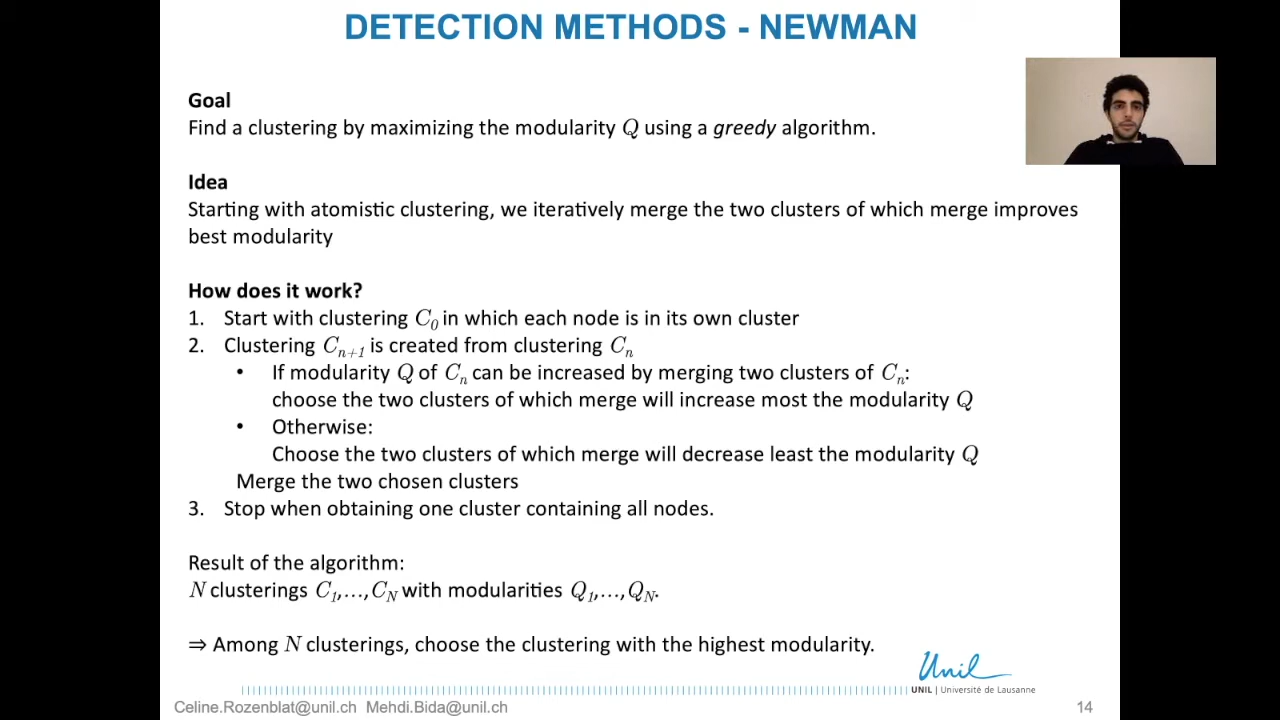 DETECTION METHODS - NEWMAN
Goal
Find a clustering by maximizing the modularity Q using a greedy algorithm.
Idea
Starting with atomistic clustering, we iteratively merge the two clusters of which merge improves
best modularity
How does it work?
1. Start with clustering C0 in which each node is in its own cluster
2. Clustering Cn+1 is created from clustering Cn
• If modularity Q of Cn can be increased by merging two clusters of Cn:
choose the two clusters of which merge will increase most the modularity Q
• Otherwise:
Choose the two clusters of which merge will decrease least the modularity Q
Merge the two chosen clusters
3. Stop when obtaining one cluster containing all nodes.
Result of the algorithm:
N clusterings C1,…,CN with modularities Q1,…,QN.
⇒ Among N clusterings, choose the clustering with the highest modularity.
Unil
UNIL | Université de Lausanne
Celine.Rozenblat@unil.ch Mehdi.Bida@unil.ch
14